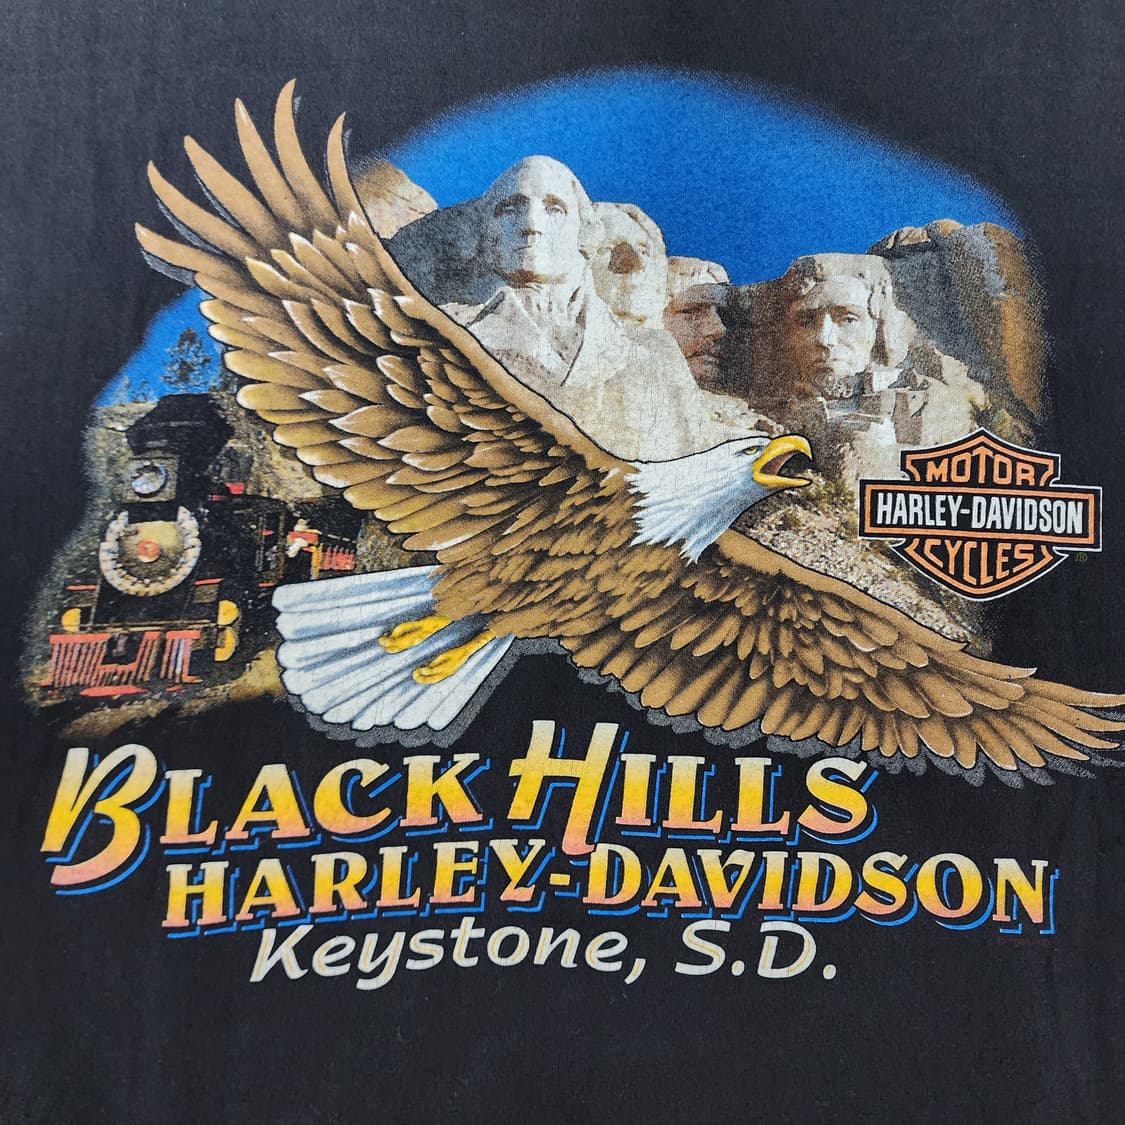 MOTOR
HARLEY-DAVIDSON
CYCLES
®
BLACK HILLS
HARLEY-DAVIDSON
Keystone, S.D.